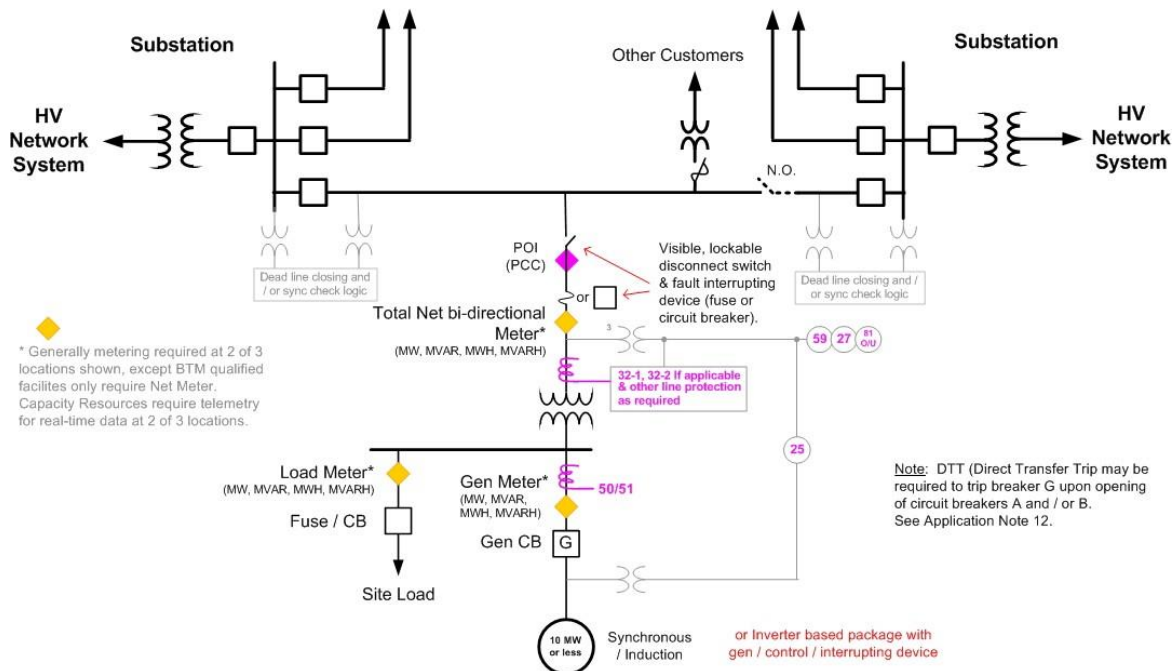 Substation
Substation
Other Customers
HV
Network
System
HV
Network
System
N.O.
Dead line closing and
/ or sync check logic
POI
(PCC)
Visible, lockable
disconnect switch
& fault interrupting
device (fuse or
circuit breaker).
Dead line closing and /
or sync check logic
or
Total Net bi-directional
Meter*
(MW, MVAR, MWH, MVARH)
3
59
27
81
O/U
* Generally metering required at 2 of 3
locations shown, except BTM qualified
facilites only require Net Meter.
Capacity Resources require telemetry
for real-time data at 2 of 3 locations.
32-1, 32-2 If applicable
& other line protection
as required
25
Load Meter*
(MW, MVAR, MWH, MVARH)
Gen Meter*
(MW, MVAR,
MWH, MVARH)
50/51
Fuse / CB
Gen CB
G
Note: DTT (Direct Transfer Trip may be
required to trip breaker G upon opening
of circuit breakers A and / or B.
See Application Note 12.
Site Load
10 MW
or less
Synchronous
/ Induction
or Inverter based package with
gen / control / interrupting device